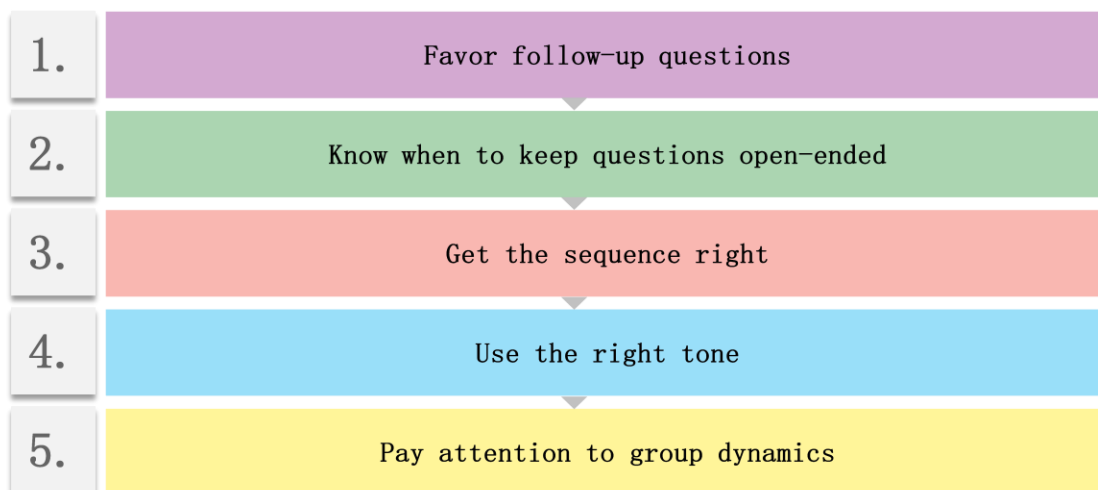 1. Favor follow-up questions
2. Know when to keep questions open-ended
3. Get the sequence right
4. Use the right tone
5. Pay attention to group dynamics